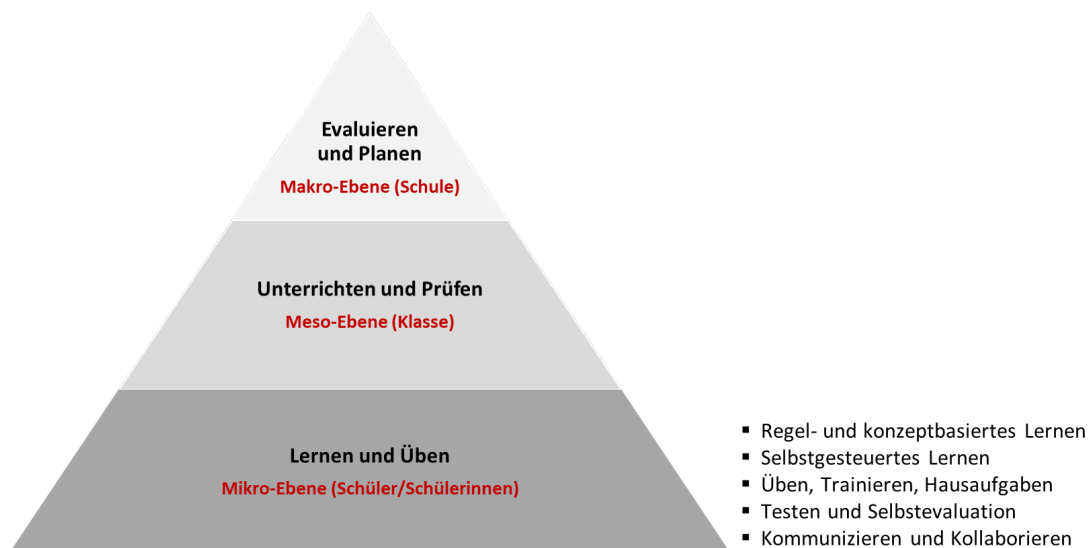 Evaluieren
und Planen
Makro-Ebene (Schule)
Unterrichten und Prüfen
Meso-Ebene (Klasse)
Lernen und Üben
Mikro-Ebene (Schüler/Schülerinnen)
▪ Regel- und konzeptbasiertes Lernen
▪ Selbstgesteuertes Lernen
▪ Üben, Trainieren, Hausaufgaben
▪ Testen und Selbstevaluation
▪ Kommunizieren und Kollaborieren